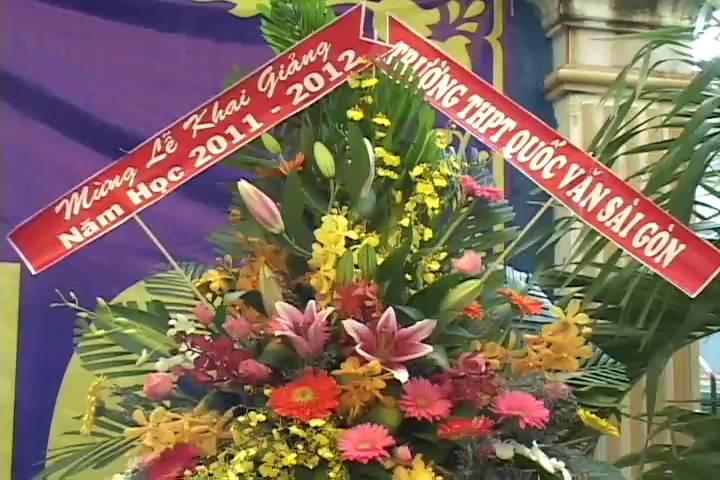 Mừng Lễ Khai Giảng
Năm Học 2011 - 2012
TRƯỜNG THPT QUỐC VĂN SÀI GÒN